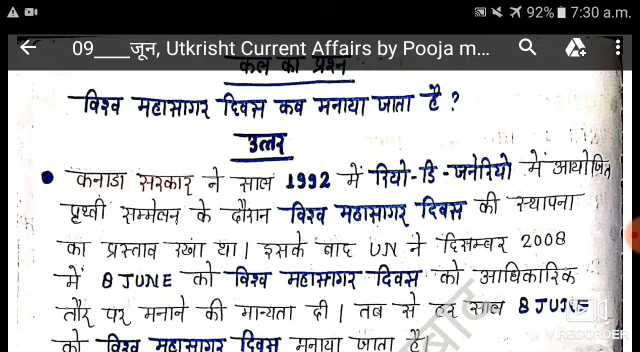 92% 7:30 a.m.
09____जून, Utkrisht Current Affairs by Pooja m...
कल का प्रश्न
विश्व महासागर दिवस कब मनाया जाता है?
उत्तर
• कनाडा सरकार ने साल 1992 में रियो-डि-जनेरियो में आयोजित
पृथ्वी सम्मेलन के दौरान विश्व महासागर दिवस की स्थापना
का प्रस्ताव रखा था। इसके बाद UN ने दिसम्बर 2008
में 8 JUNE को विश्व महासागर दिवस को आधिकारिक
तौर पर मनाने की मान्यता दी। तब से हर साल 8 JUNE
को विश्व महासागर दिवस मनाया जाता है।
V.RECORDER